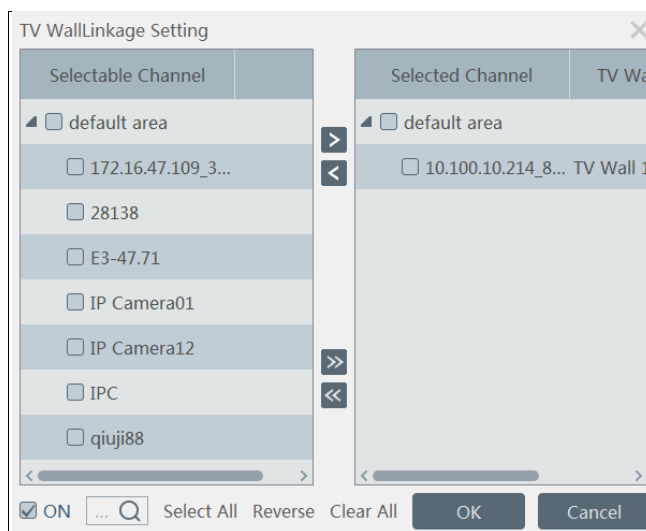 TV WallLinkage Setting
Selectable Channel
default area
172.16.47.109_3...
28138
E3-47.71
IP Camera01
IP Camera12
IPC
qiuji88
Selected Channel TV Wa
default area
10.100.10.214_8... TV Wall 1
ON ... Select All Reverse Clear All OK Cancel